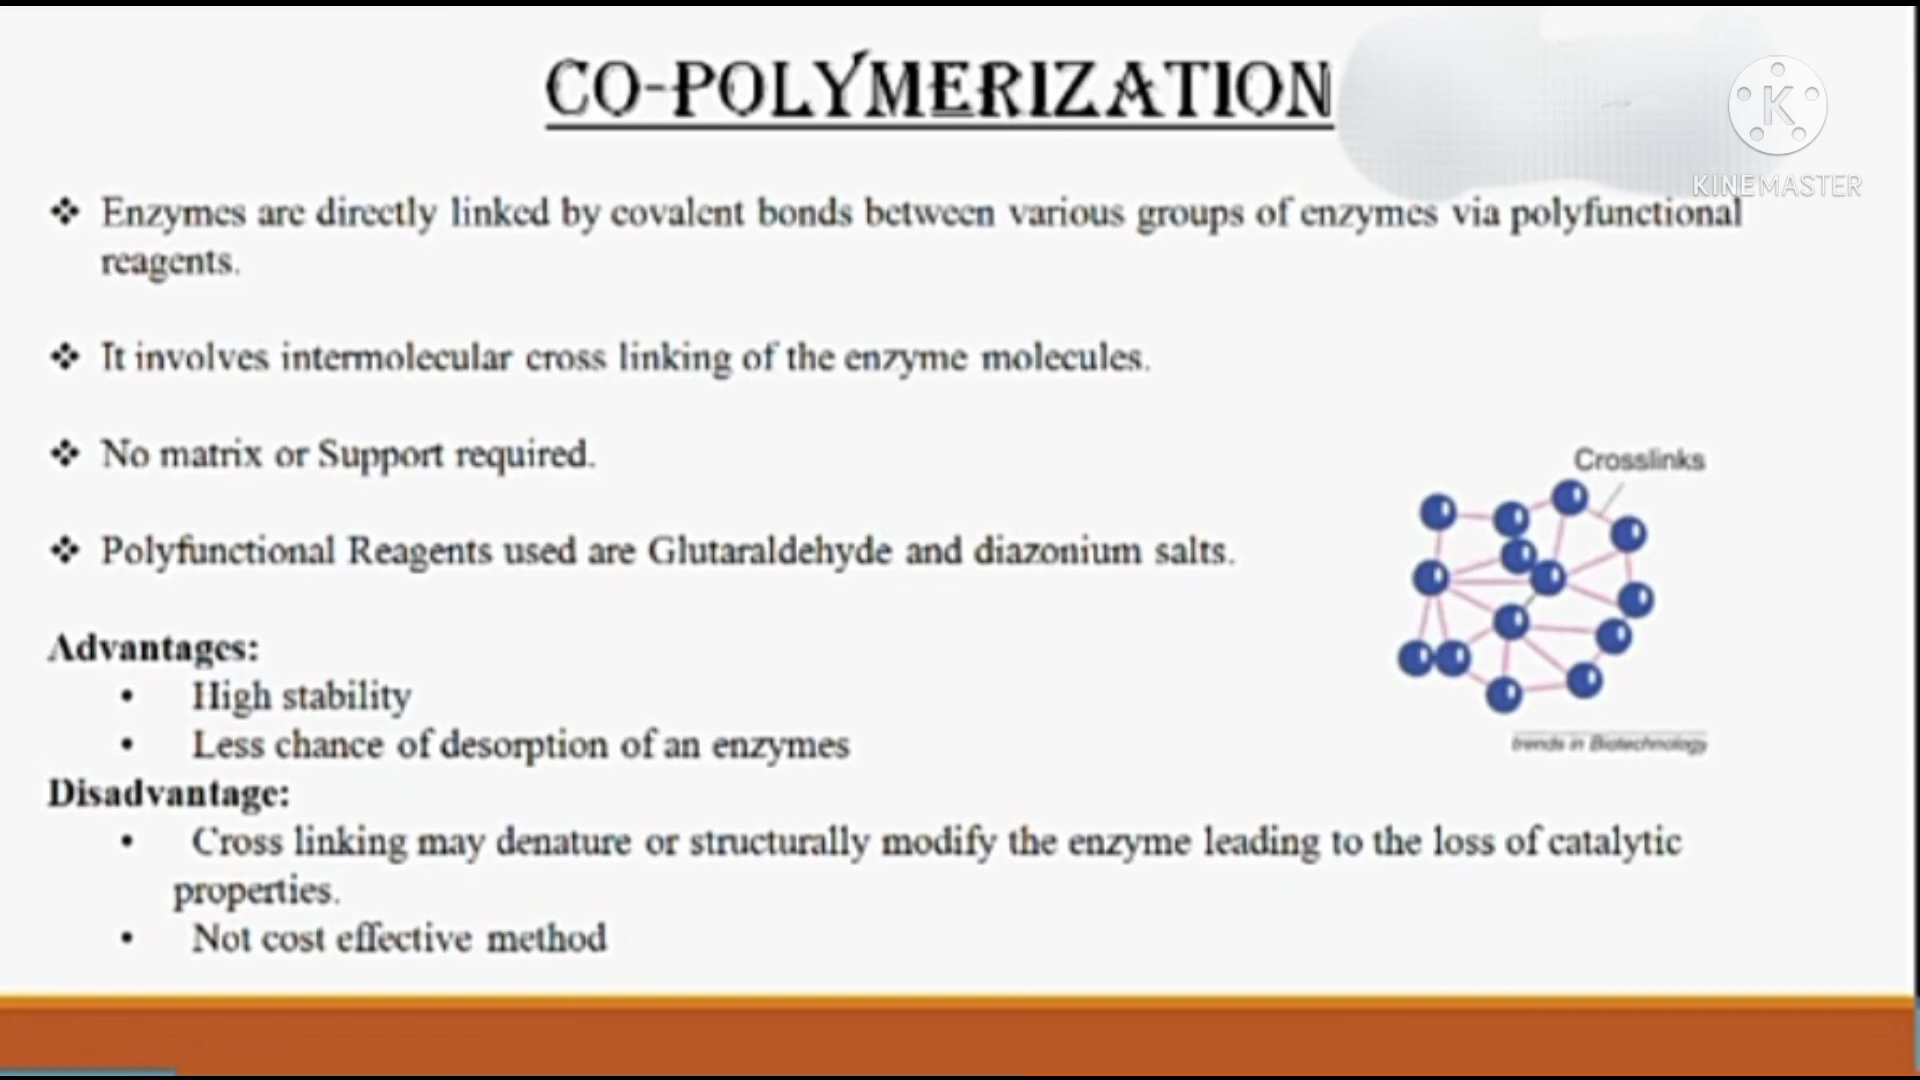 CO-POLYMERIZATION
K
KINEMASTER
❖ Enzymes are directly linked by covalent bonds between various groups of enzymes via polyfunctional
reagents.
❖ It involves intermolecular cross linking of the enzyme molecules.
❖ No matrix or Support required.
❖ Polyfunctional Reagents used are Glutaraldehyde and diazonium salts.
Crosslinks
trends in Biotechnology
Advantages:
• High stability
• Less chance of desorption of an enzymes
Disadvantage:
• Cross linking may denature or structurally modify the enzyme leading to the loss of catalytic
properties.
• Not cost effective method